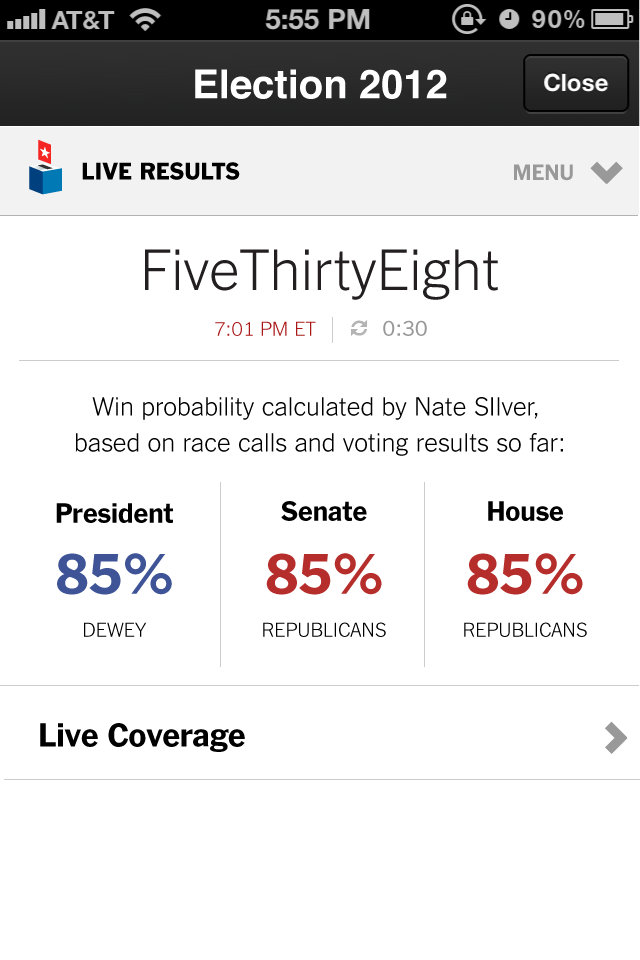 AT&T 5:55 PM 90%
Election 2012 Close
LIVE RESULTS MENU
FiveThirtyEight
7:01 PM ET 0:30
Win probability calculated by Nate SIlver,
based on race calls and voting results so far:
President Senate House
85% 85% 85%
DEWEY REPUBLICANS REPUBLICANS
Live Coverage